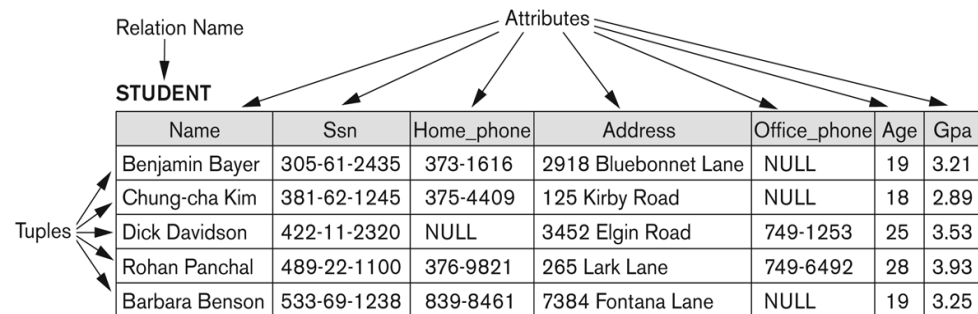 Attributes
Relation Name
STUDENT
Name Ssn Home_phone Address Office_phone Age Gpa
Benjamin Bayer 305-61-2435 373-1616 2918 Bluebonnet Lane NULL 19 3.21
Chung-cha Kim 381-62-1245 375-4409 125 Kirby Road NULL 18 2.89
Tuples Dick Davidson 422-11-2320 NULL 3452 Elgin Road 749-1253 25 3.53
Rohan Panchal 489-22-1100 376-9821 265 Lark Lane 749-6492 28 3.93
Barbara Benson 533-69-1238 839-8461 7384 Fontana Lane NULL 19 3.25